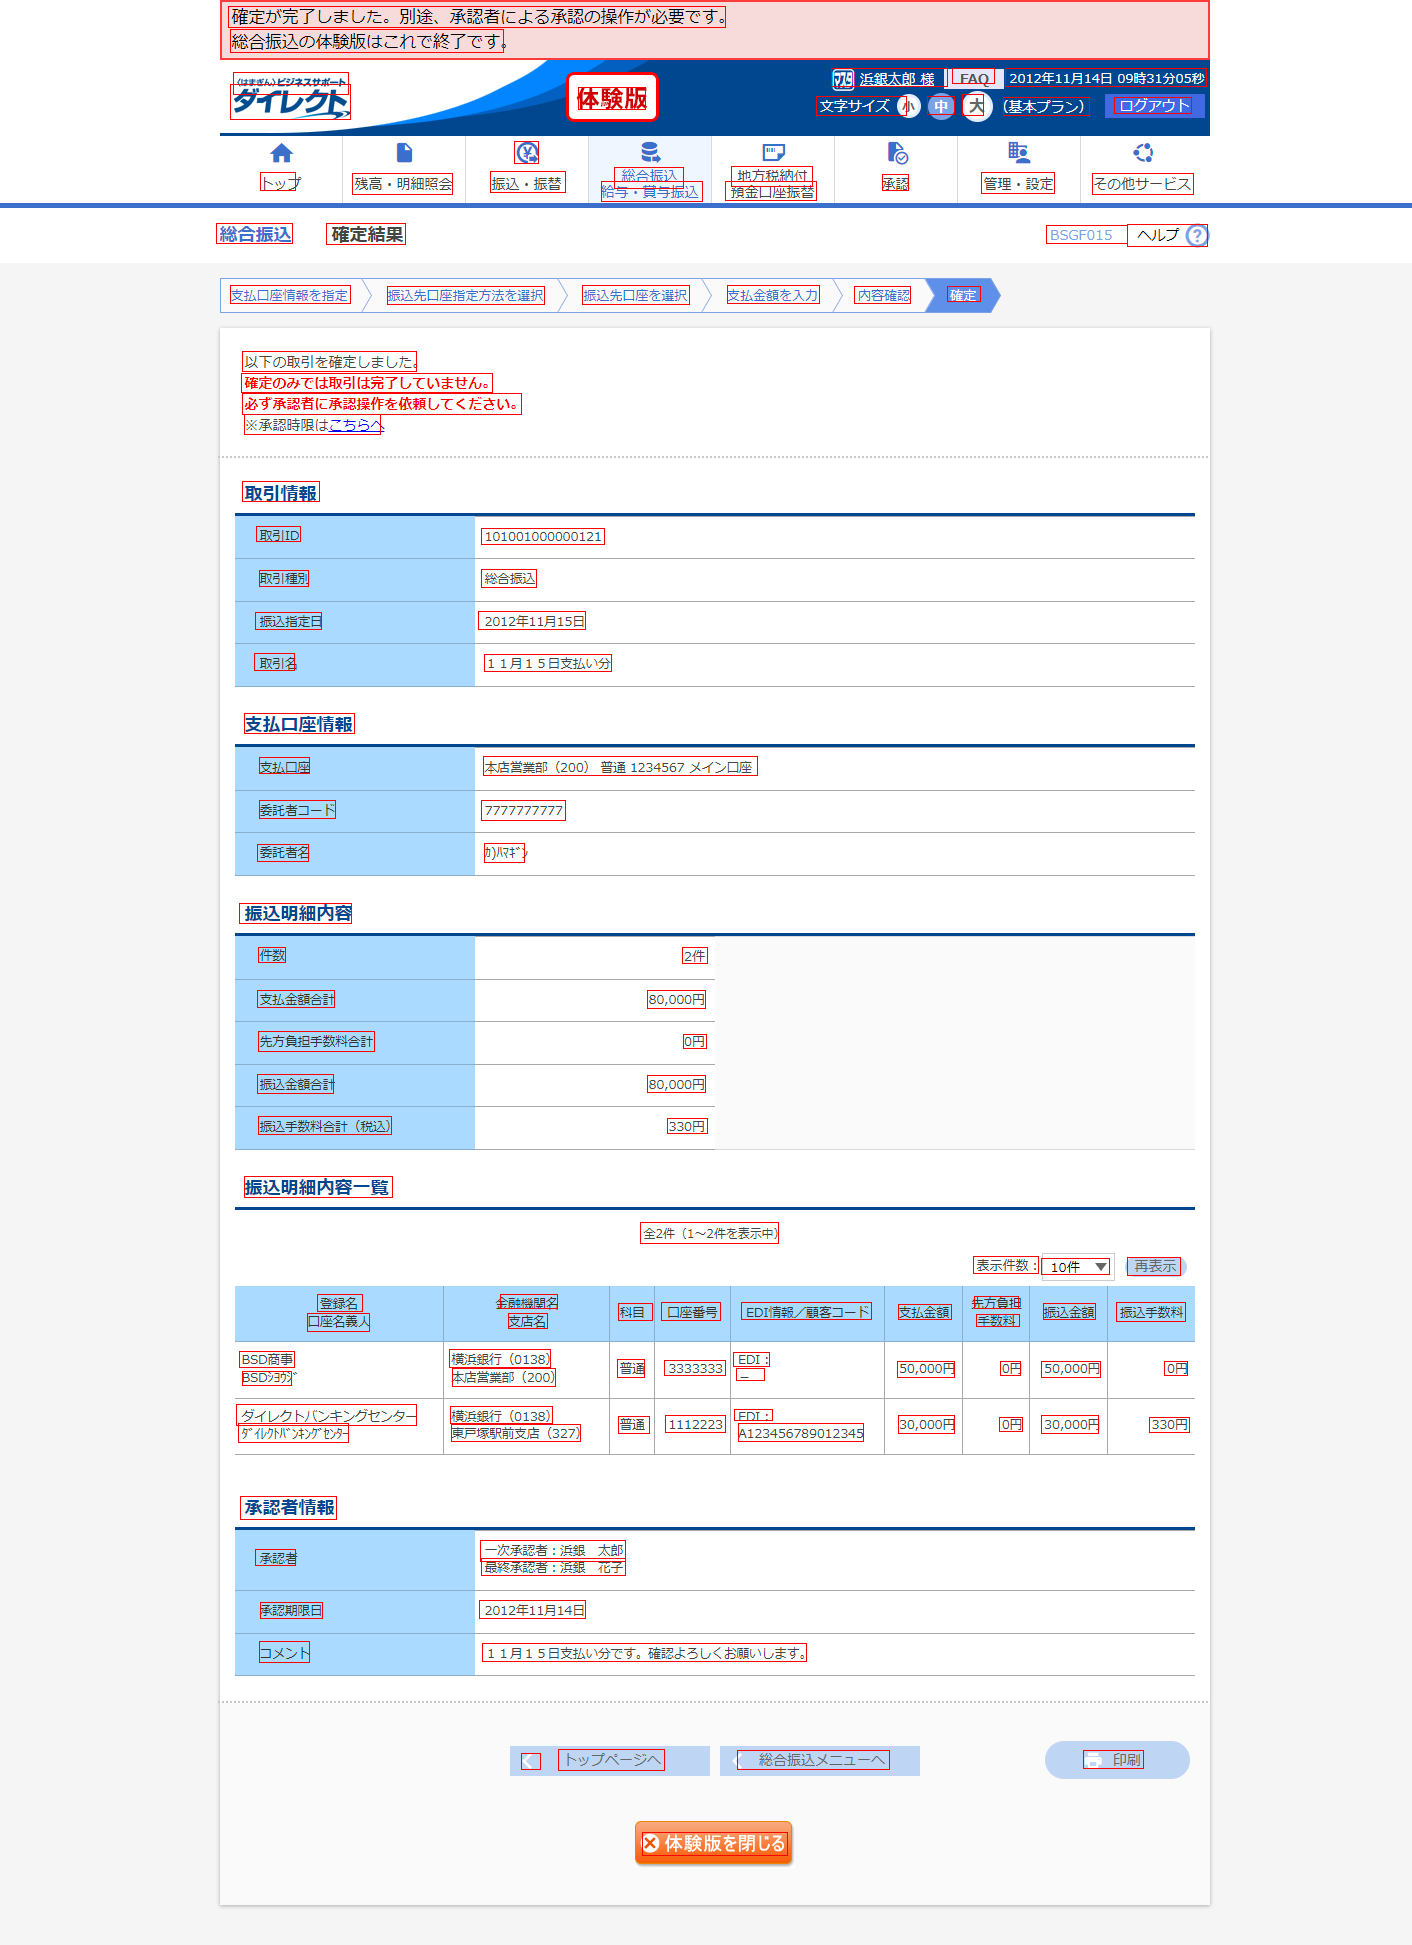 確定が完了しました。別途、承認者による承認の操作が必要です。
総合振込の体験版はこれで終了です。
〈はまぎん〉ビジネスサポート
ダイレクト
体験版
浜銀太郎 様
FAQ
2012年11月14日 09時31分05秒
文字サイズ 小 中 大 (基本プラン)
ログアウト
トップ
残高・明細照会
振込・振替
総合振込
給与・賞与振込
地方税納付
預金口座振替
承認
管理・設定
その他サービス
総合振込 確定結果
BSGF015 ヘルプ ?
支払口座情報を指定
振込先口座指定方法を選択
振込先口座を選択
支払金額を入力
内容確認
確定
以下の取引を確定しました。
確定のみでは取引は完了していません。
必ず承認者に承認操作を依頼してください。
※承認時限はこちらへ
取引情報
取引ID 101001000000121
取引種別 総合振込
振込指定日 2012年11月15日
取引名 11月15日支払い分
支払口座情報
支払口座 本店営業部（200） 普通 1234567 メイン口座
委託者コード 7777777777
委託者名 ｶ)ﾊﾏｷﾞﾝ
振込明細内容
件数 2件
支払金額合計 80,000円
先方負担手数料合計 0円
振込金額合計 80,000円
振込手数料合計（税込） 330円
振込明細内容一覧
全2件（1～2件を表示中）
表示件数： 10件 再表示
登録名
口座名義人
金融機関名
支店名
科目
口座番号
EDI情報／顧客コード
支払金額
先方負担
手数料
振込金額
振込手数料
BSD商事
BSDｼﾖｳｼﾞ
横浜銀行（0138）
本店営業部（200）
普通
3333333
EDI：
－
50,000円
0円
50,000円
0円
ダイレクトバンキングセンター
ﾀﾞｲﾚｸﾄﾊﾞﾝｷﾝｸﾞｾﾝﾀｰ
横浜銀行（0138）
東戸塚駅前支店（327）
普通
1112223
EDI：
A123456789012345
30,000円
0円
30,000円
330円
承認者情報
承認者
一次承認者：浜銀　太郎
最終承認者：浜銀　花子
承認期限日 2012年11月14日
コメント 11月15日支払い分です。確認よろしくお願いします。
トップページへ
総合振込メニューへ
印刷
体験版を閉じる